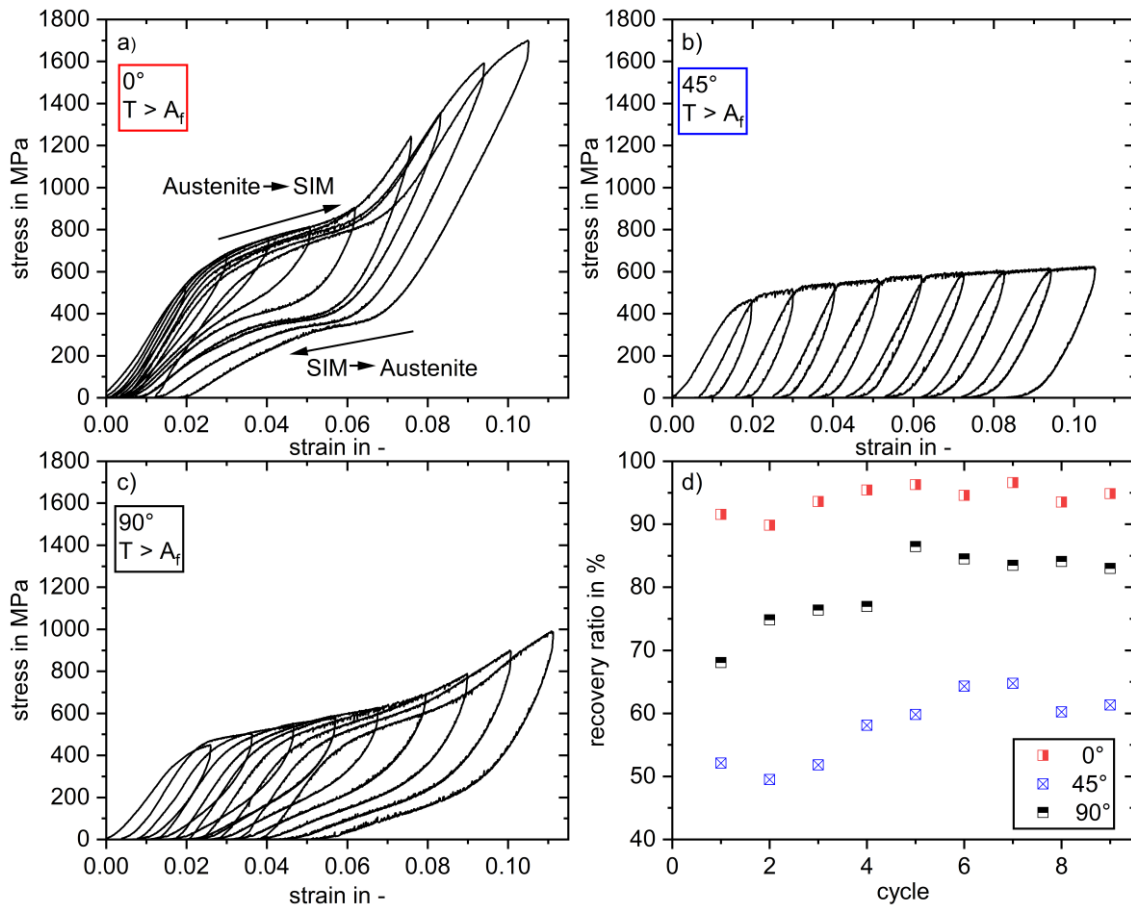 a)
0°
T > Af
Austenite→SIM
SIM→Austenite
1800
1600
1400
1200
1000
800
600
400
200
0
stress in MPa
0.00 0.02 0.04 0.06 0.08 0.10
strain in -
b)
45°
T > Af
1800
1600
1400
1200
1000
800
600
400
200
0
stress in MPa
0.00 0.02 0.04 0.06 0.08 0.10
strain in -
c)
90°
T > Af
1800
1600
1400
1200
1000
800
600
400
200
0
stress in MPa
0.00 0.02 0.04 0.06 0.08 0.10
strain in -
d)
100
90
80
70
60
50
40
recovery ratio in %
0°
45°
90°
0 2 4 6 8
cycle